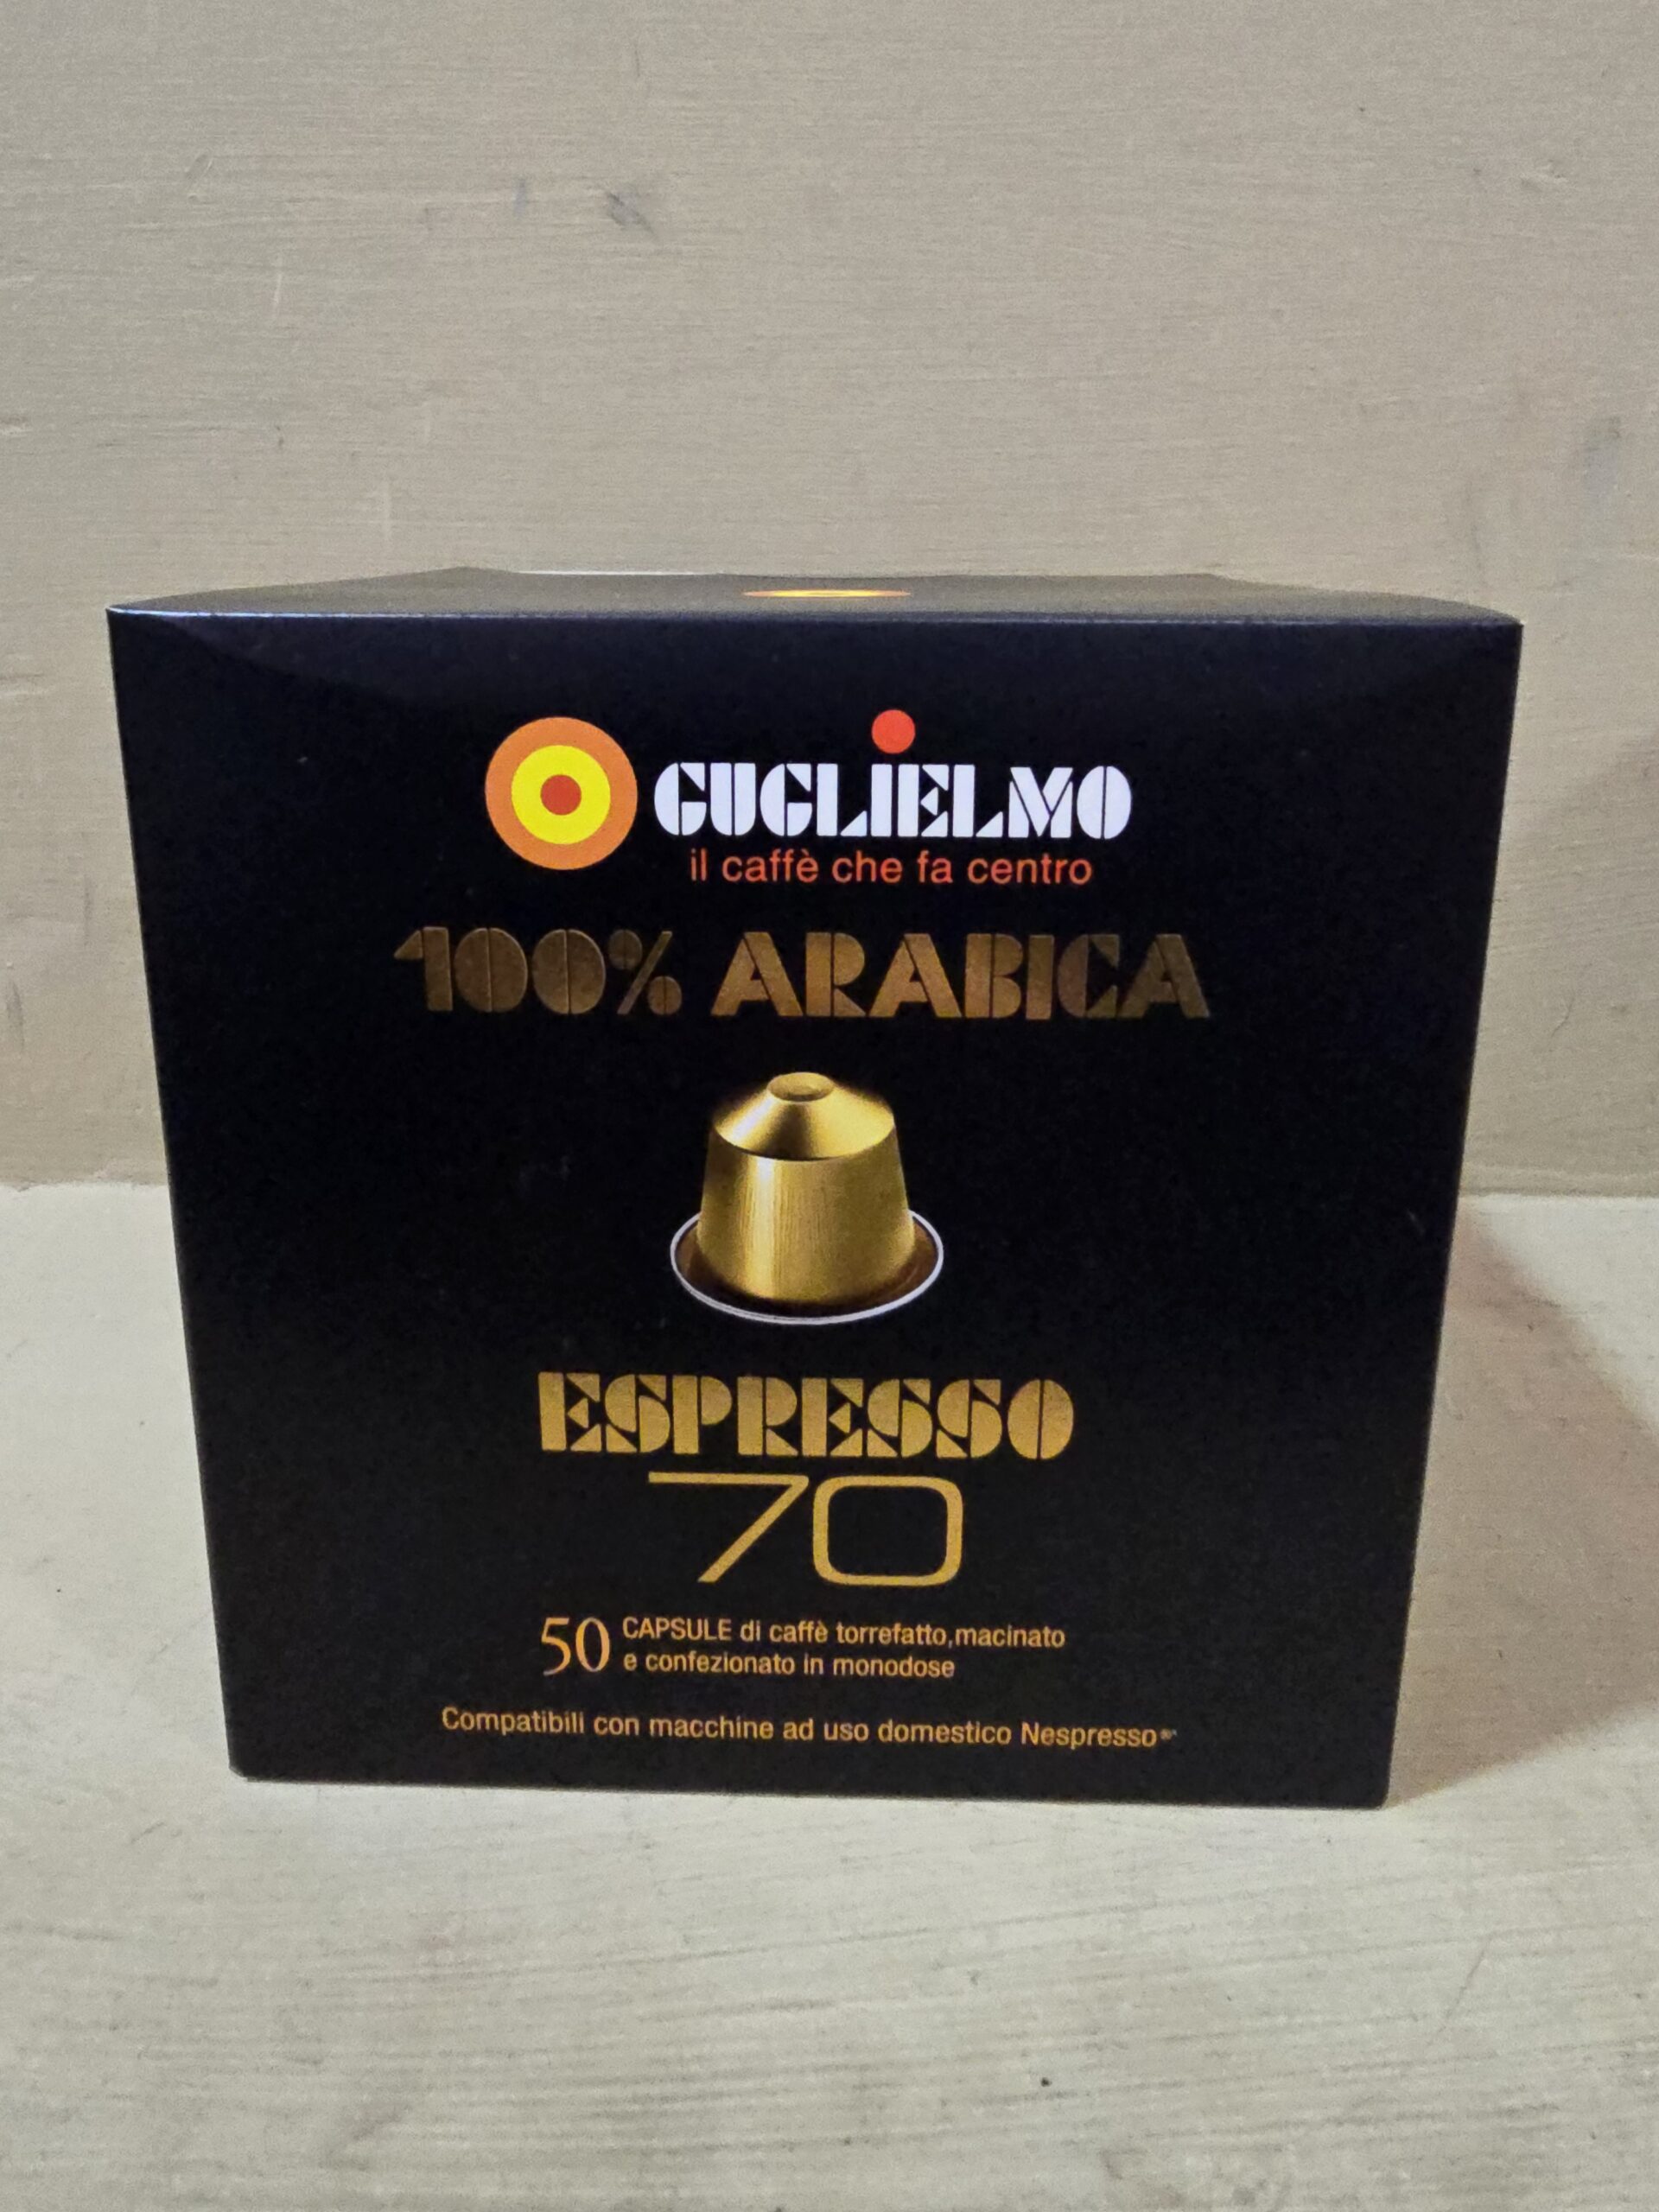 GUGLiELMO
il caffè che fa centro
100% ARABICA
ESPRESSO
70
50 CAPSULE di caffè torrefatto,macinato
e confezionato in monodose
Compatibili con macchine ad uso domestico Nespresso®*